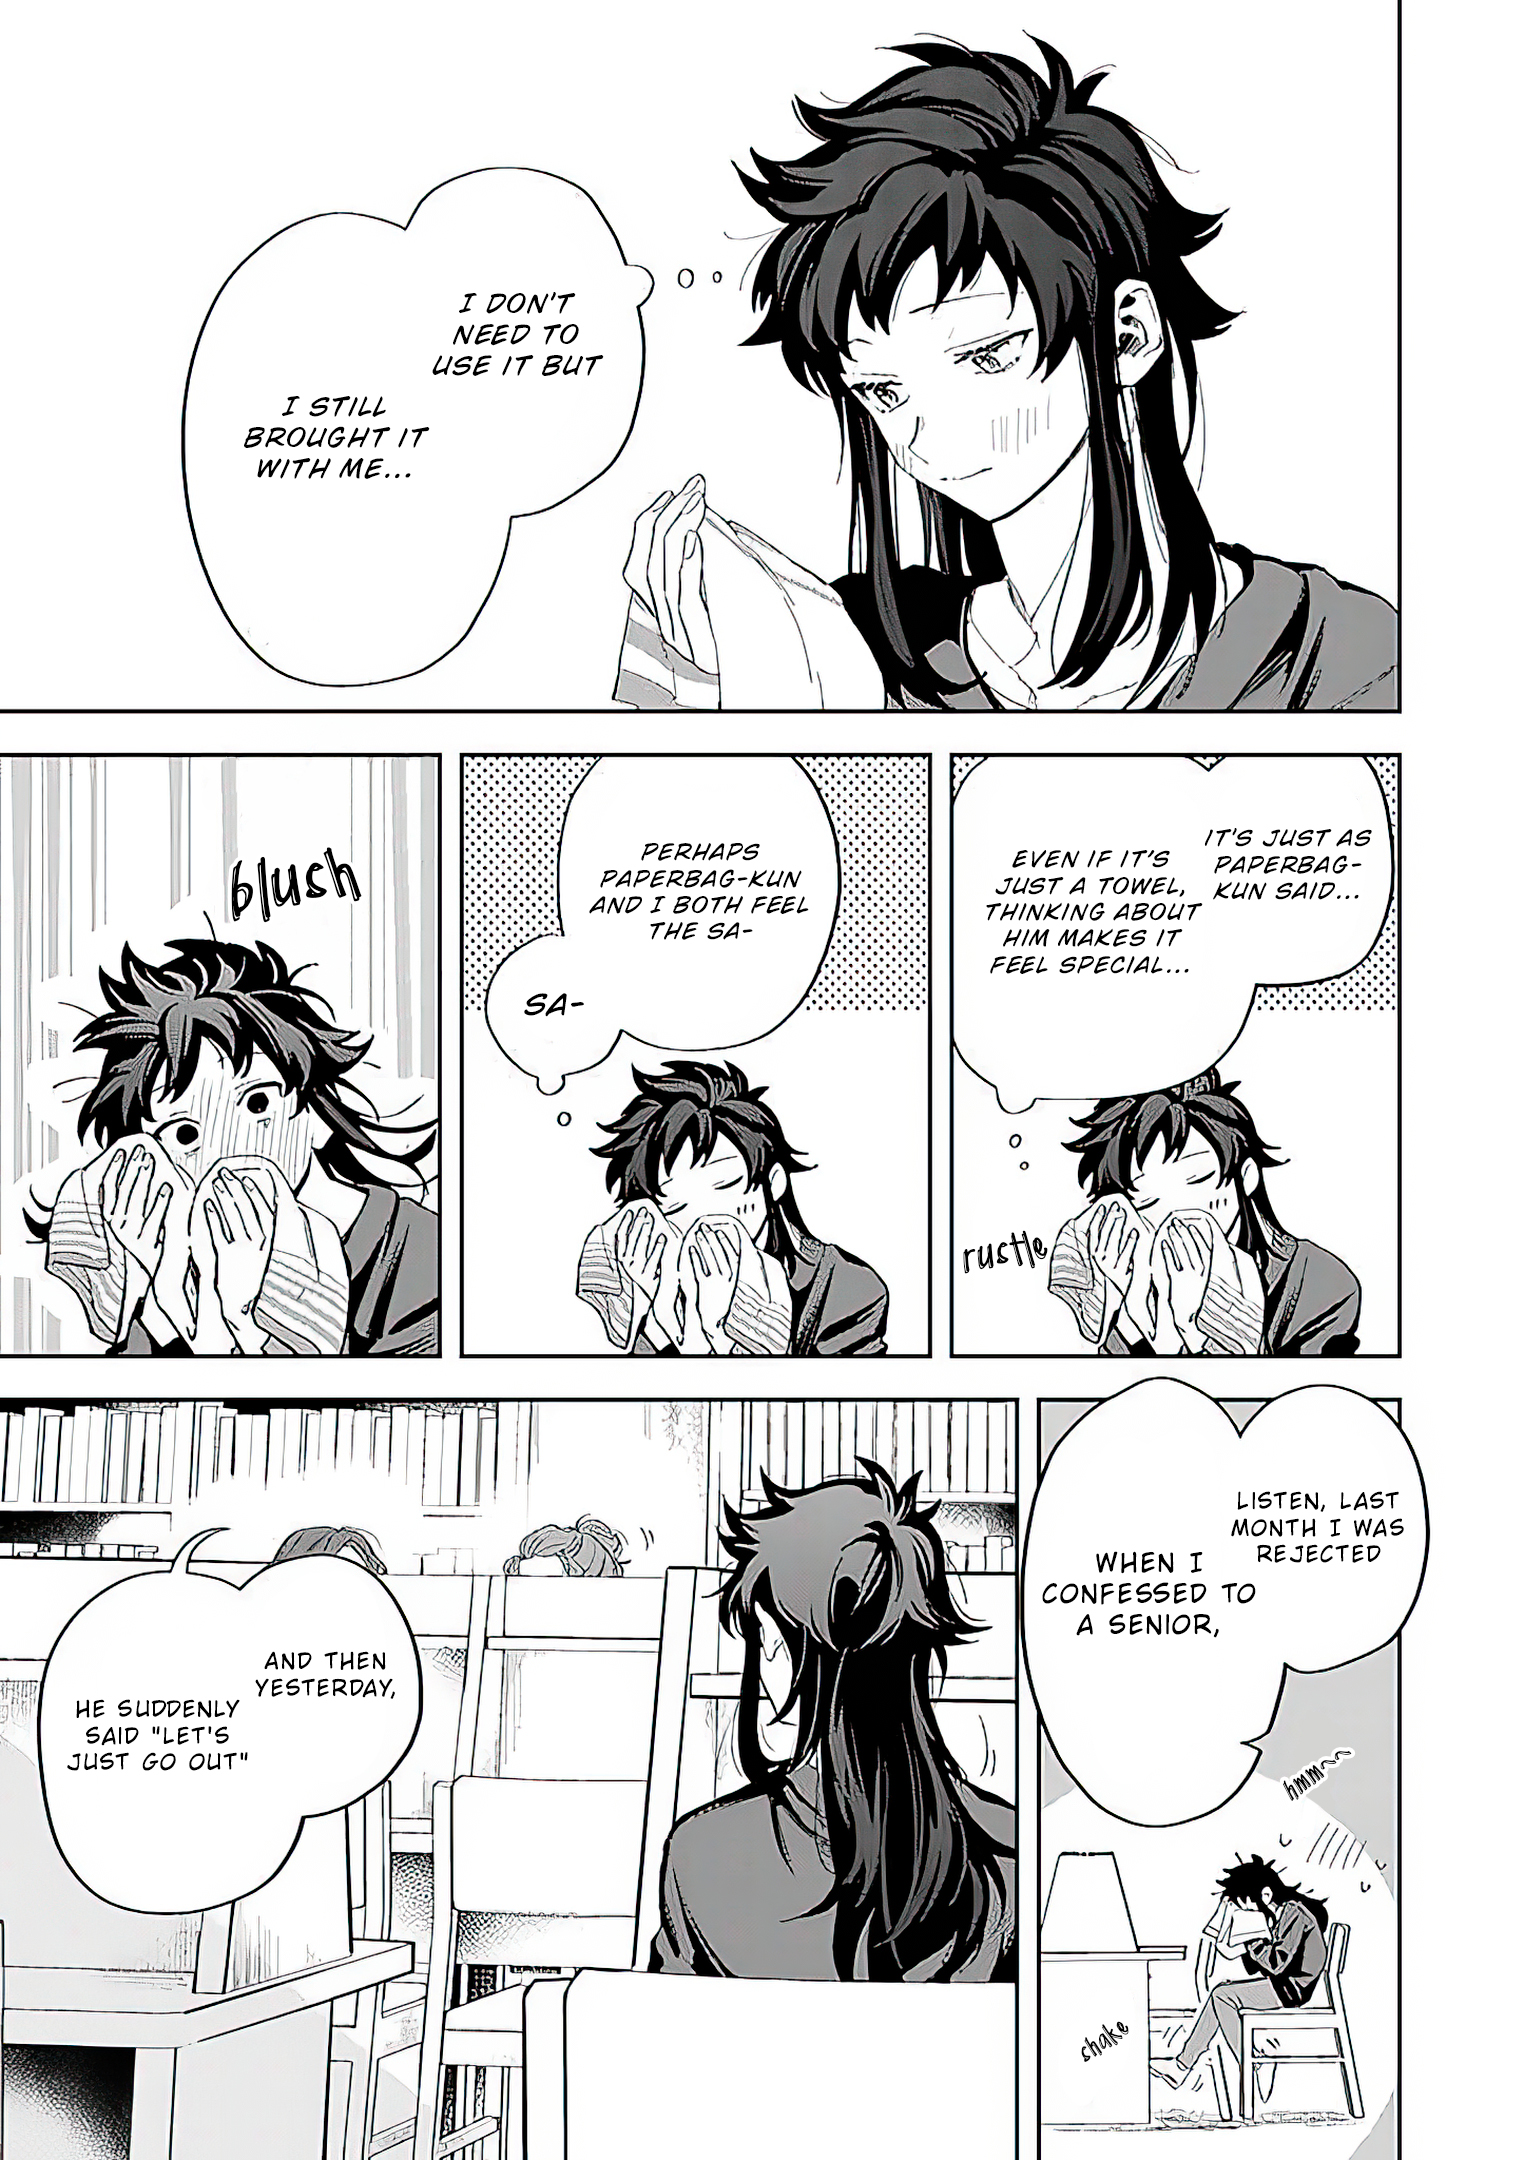 I DON'T
NEED TO
USE IT BUT
I STILL
BROUGHT IT
WITH ME...
IT'S JUST AS
PAPERBAG-
KUN SAID...
EVEN IF IT'S
JUST A TOWEL,
THINKING ABOUT
HIM MAKES IT
FEEL SPECIAL...
rustle
PERHAPS
PAPERBAG-KUN
AND I BOTH FEEL
THE SA-
SA-
blush
LISTEN, LAST
MONTH I WAS
REJECTED
WHEN I
CONFESSED TO
A SENIOR,
hmm~~
shake
AND THEN
YESTERDAY,
HE SUDDENLY
SAID "LET'S
JUST GO OUT"